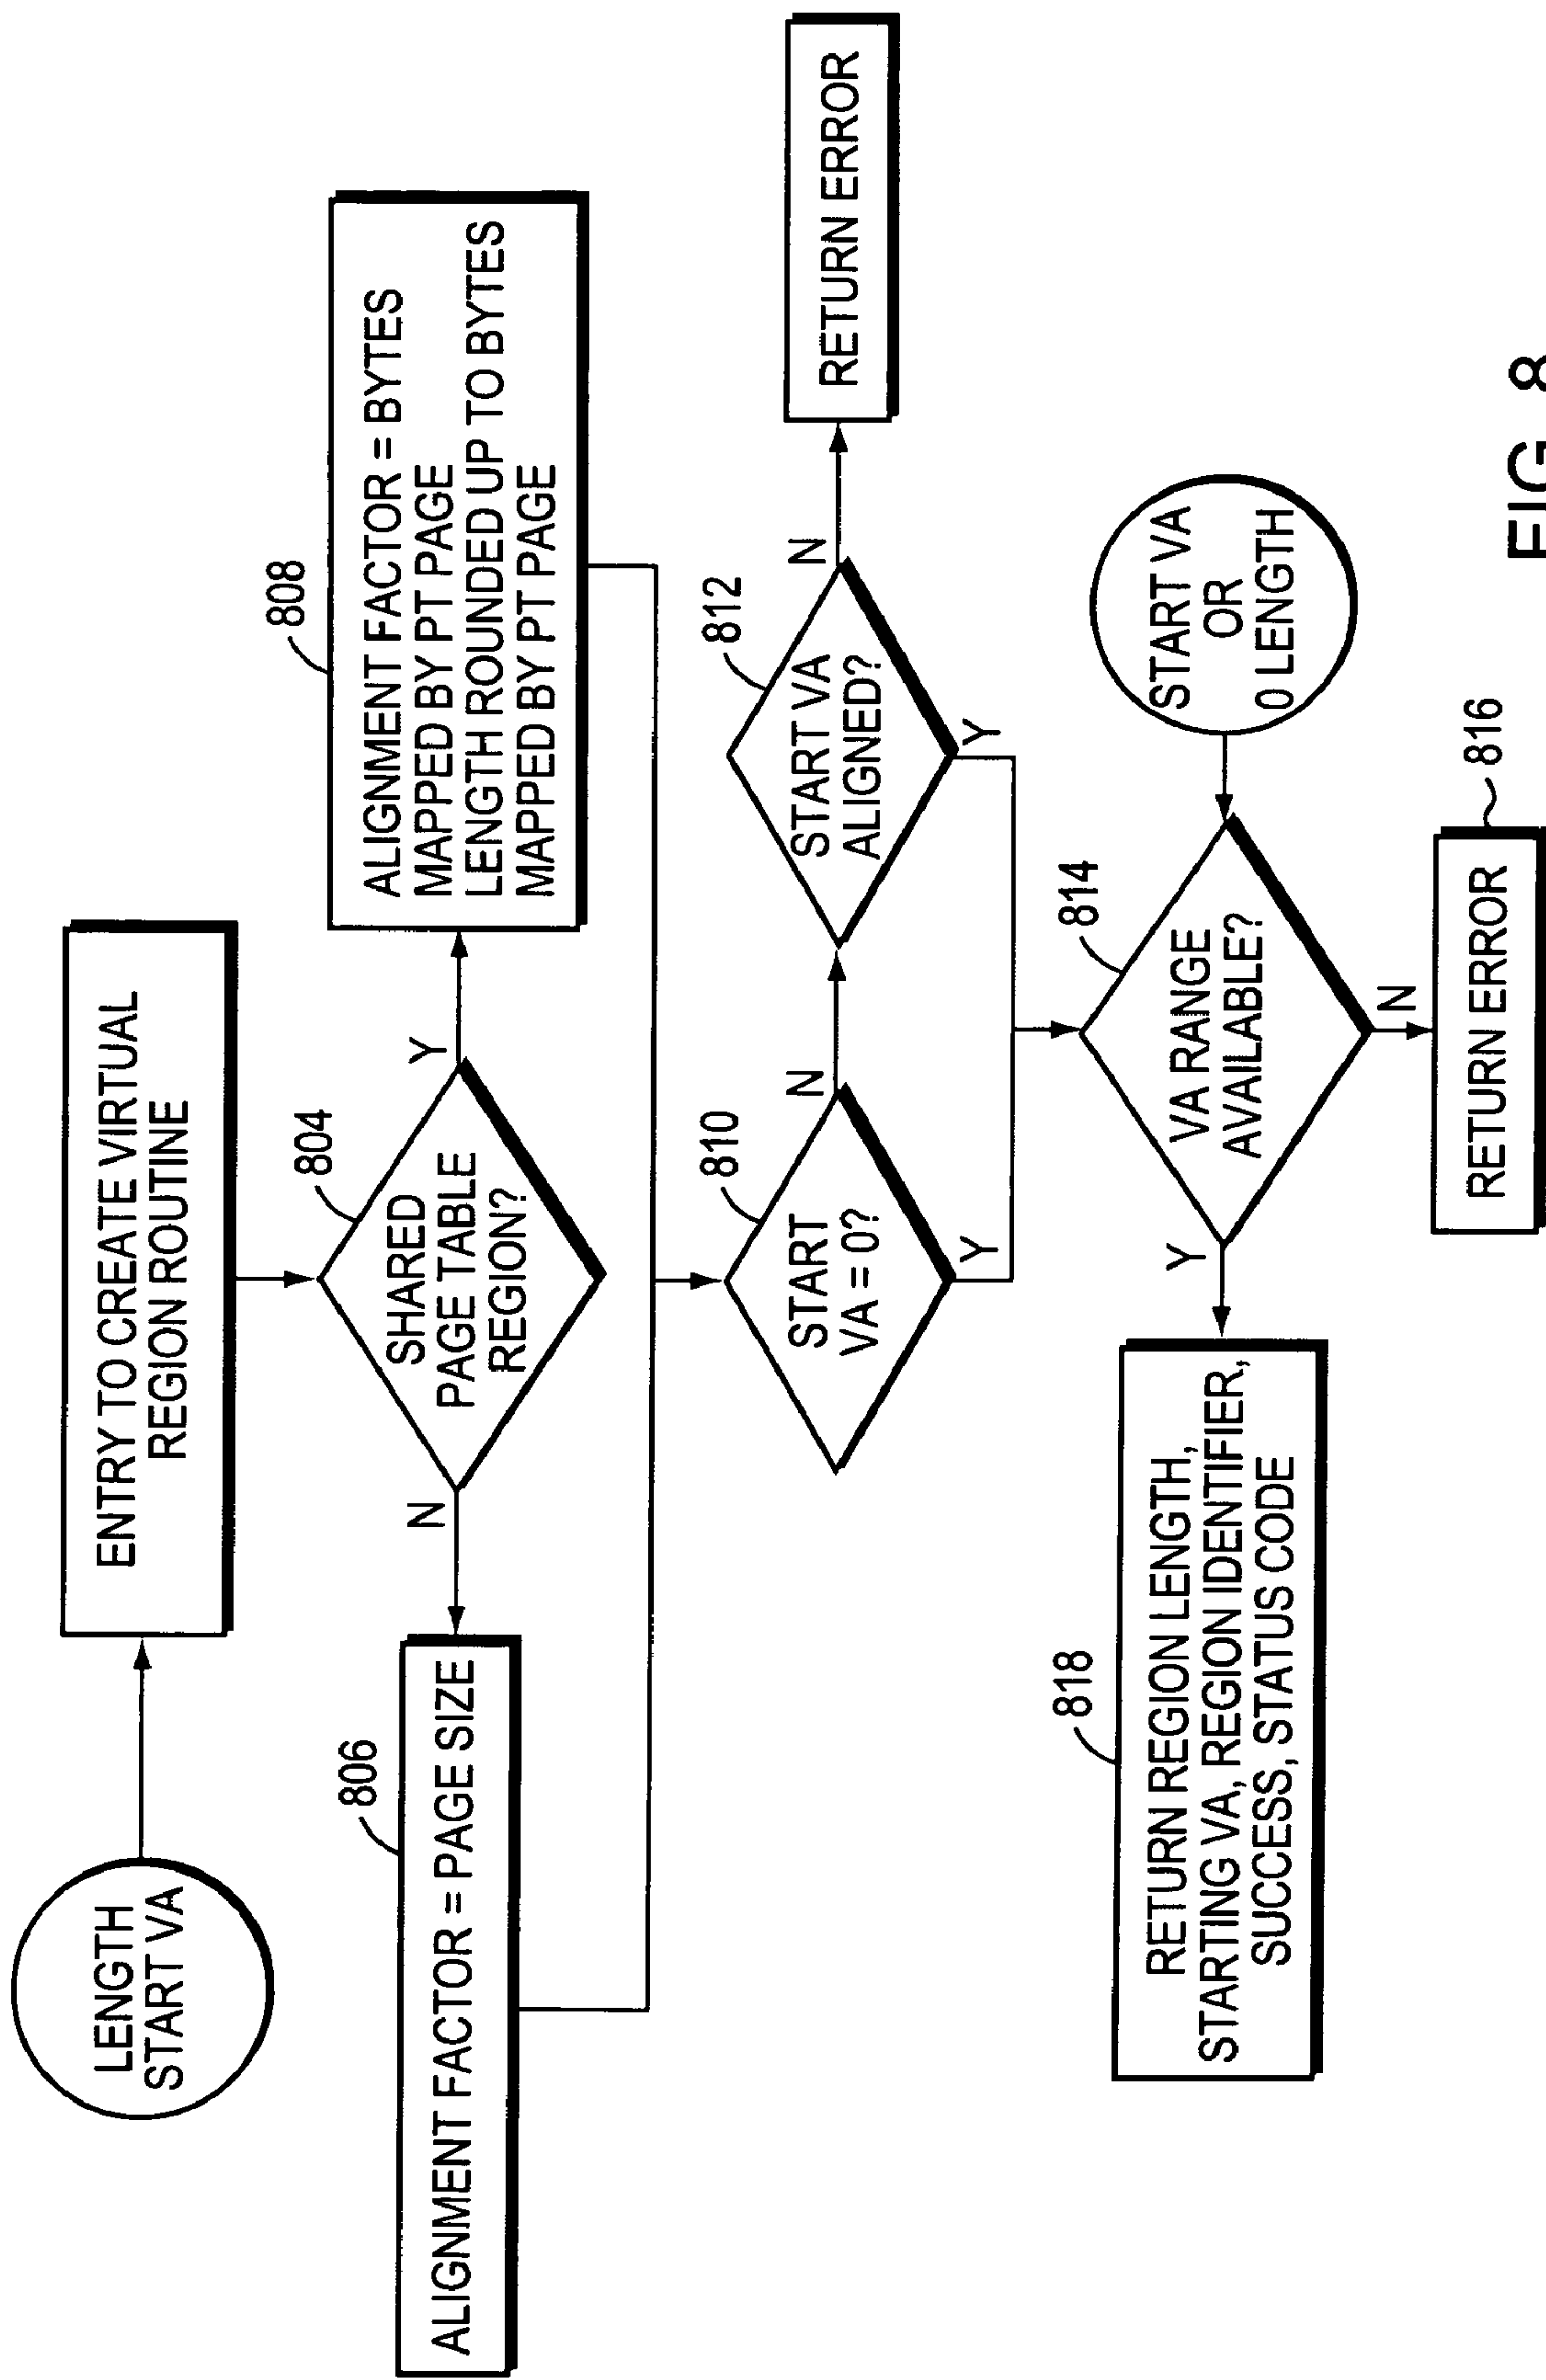 LENGTH
START VA
ENTRY TO CREATE VIRTUAL
REGION ROUTINE
804
SHARED
PAGE TABLE
REGION?
N
Y
806
ALIGNMENT FACTOR = PAGE SIZE
808
ALIGNMENT FACTOR = BYTES
MAPPED BY PT PAGE
LENGTH ROUNDED UP TO BYTES
MAPPED BY PT PAGE
810
START
VA = 0?
N
Y
812
START VA
ALIGNED?
N
Y
RETURN ERROR
814
VA RANGE
AVAILABLE?
Y
N
START VA
OR
0 LENGTH
816
RETURN ERROR
818
RETURN REGION LENGTH,
STARTING VA, REGION IDENTIFIER,
SUCCESS, STATUS CODE
FIG. 8